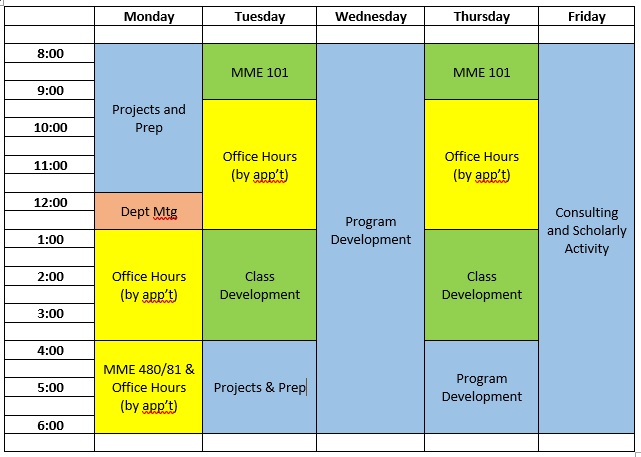 Monday Tuesday Wednesday Thursday Friday
8:00
MME 101 MME 101
9:00
Projects and
Prep
10:00
Office Hours
(by app't)
Office Hours
(by app't)
11:00
12:00
Dept Mtg
Program
Development
Consulting
and Scholarly
Activity
1:00
2:00
Office Hours
(by app't)
Class
Development
Class
Development
3:00
4:00
MME 480/81 &
Office Hours
(by app't)
Projects & Prep
Program
Development
5:00
6:00